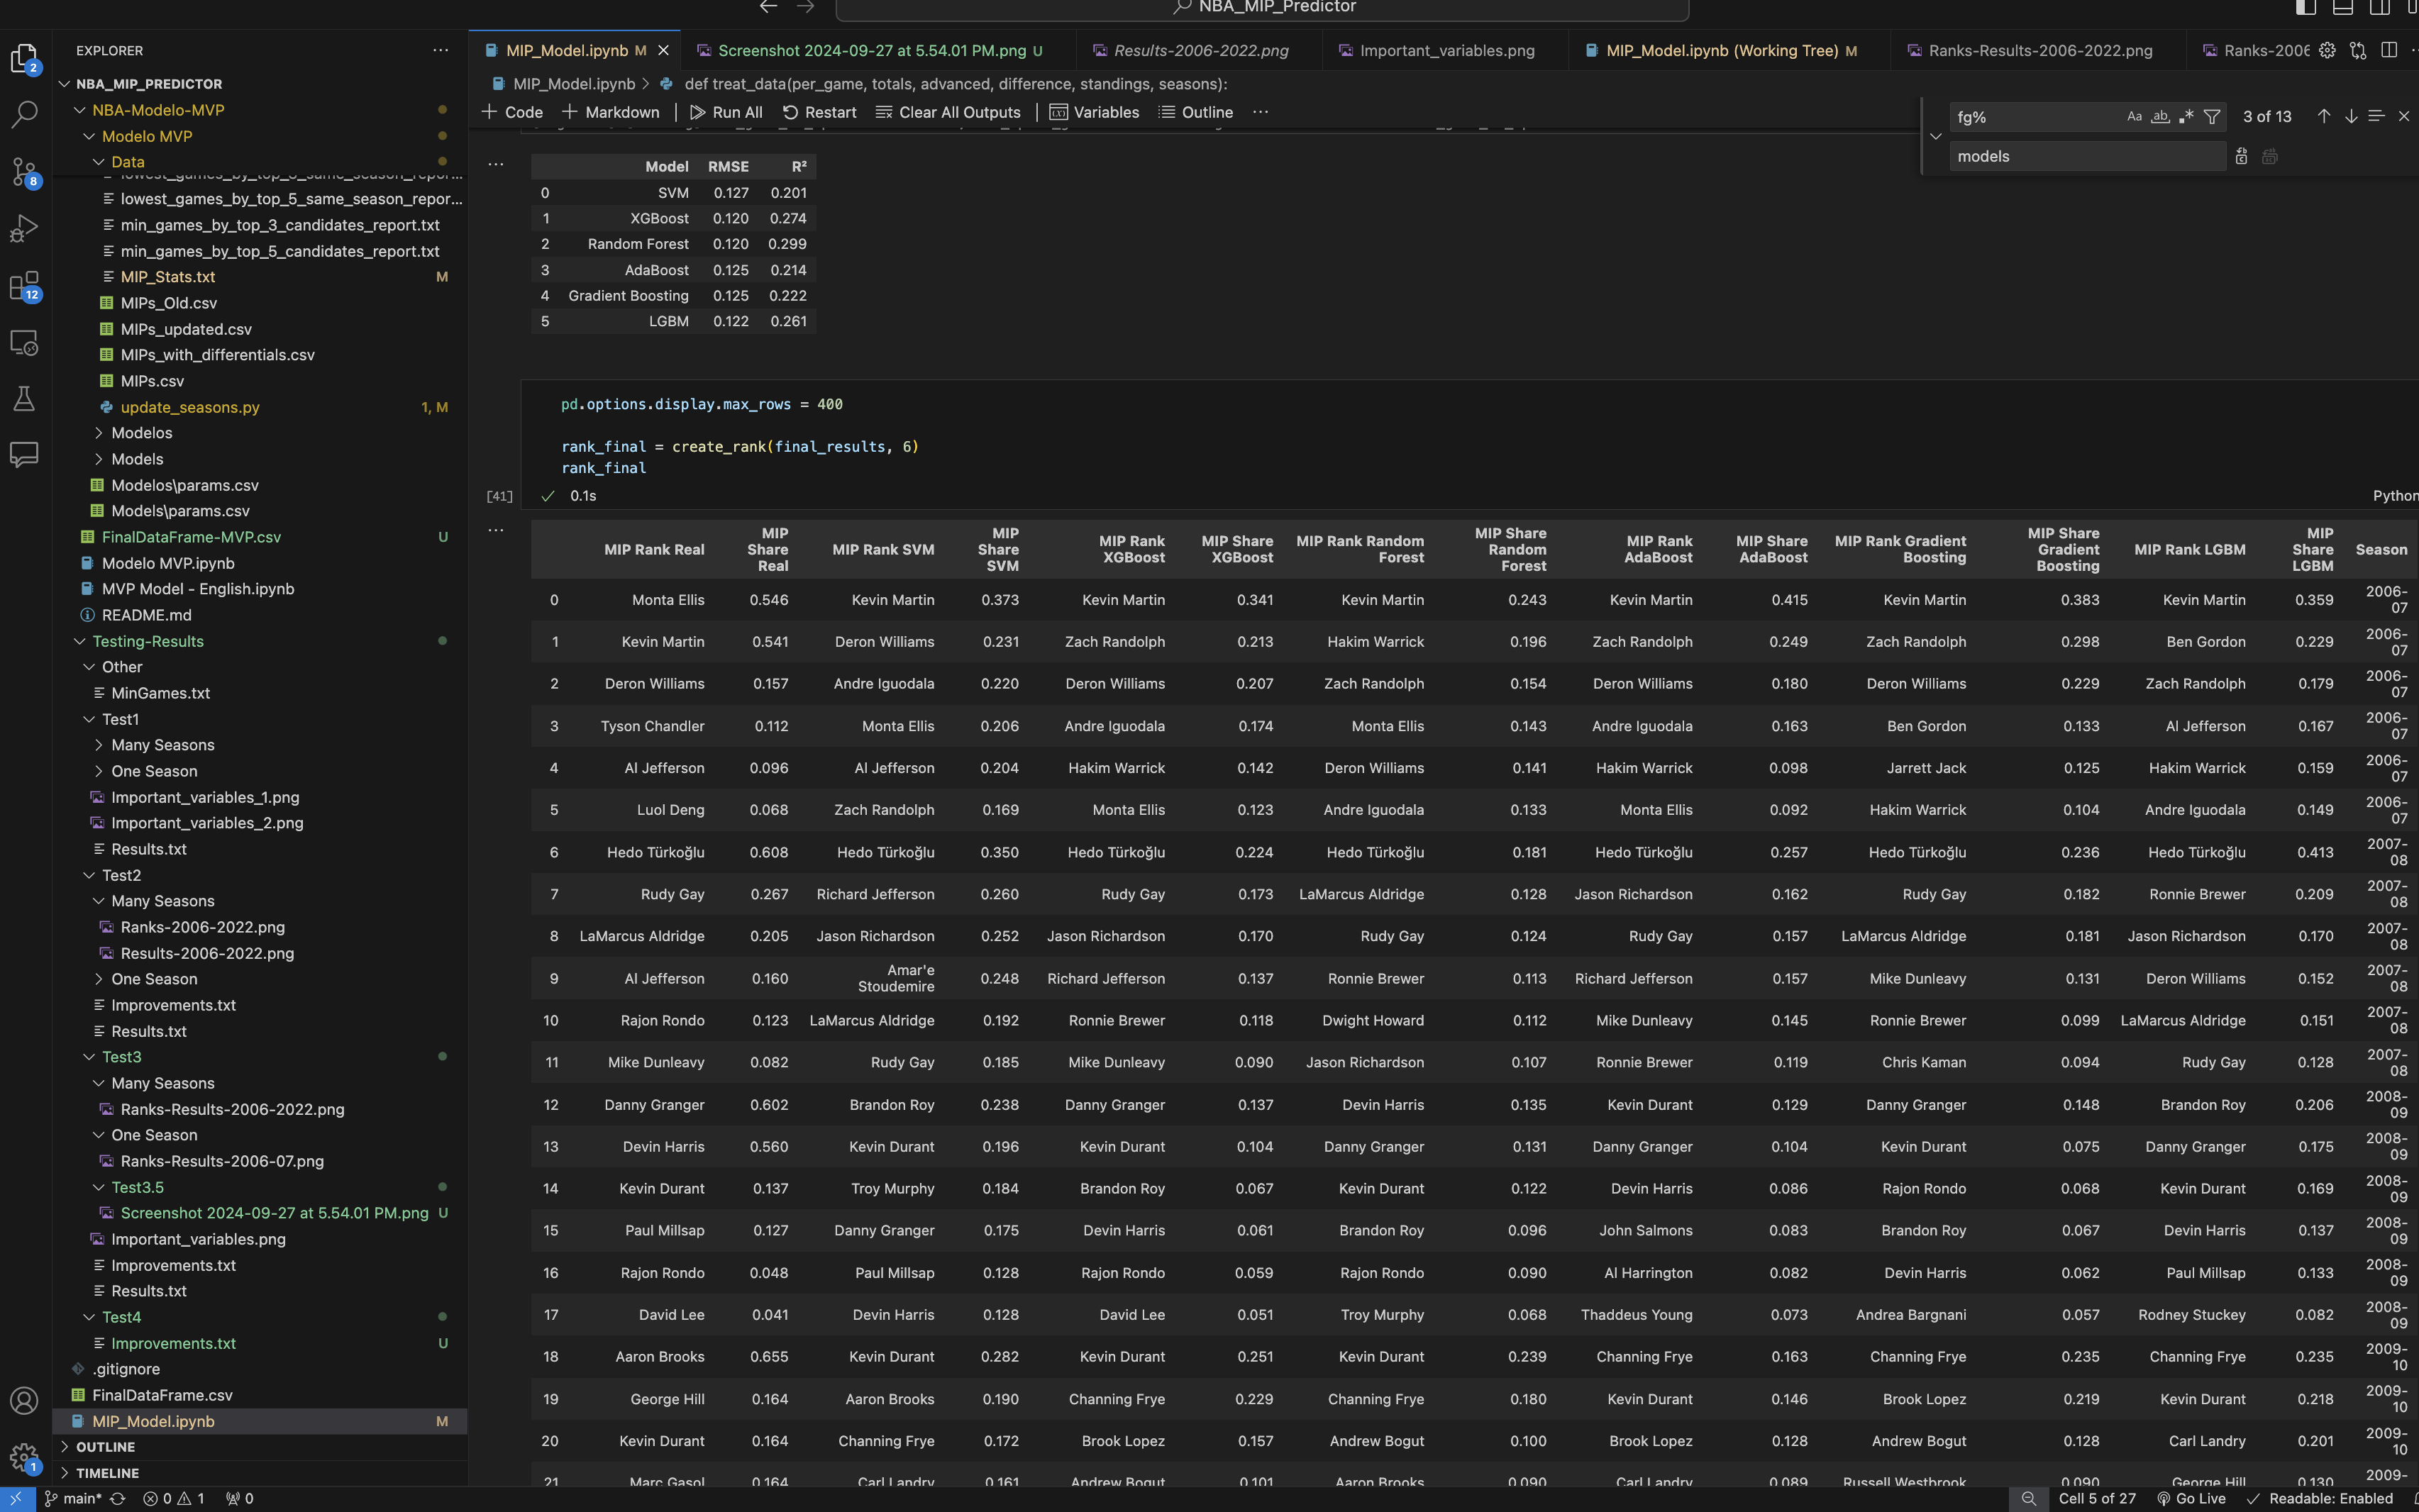 NBA_MIP_Predictor
EXPLORER
NBA_MIP_PREDICTOR
NBA-Modelo-MVP
Modelo MVP
Data
lowest_games_by_top_5_same_season_repor...
min_games_by_top_3_candidates_report.txt
min_games_by_top_5_candidates_report.txt
MIP_Stats.txt M
MIPs_Old.csv
MIPs_updated.csv
MIPs_with_differentials.csv
MIPs.csv
update_seasons.py 1, M
Modelos
Models
Modelos\params.csv
Models\params.csv
FinalDataFrame-MVP.csv U
Modelo MVP.ipynb
MVP Model - English.ipynb
README.md
Testing-Results
Other
MinGames.txt
Test1
Many Seasons
One Season
Important_variables_1.png
Important_variables_2.png
Results.txt
Test2
Many Seasons
Ranks-2006-2022.png
Results-2006-2022.png
One Season
Improvements.txt
Results.txt
Test3
Many Seasons
Ranks-Results-2006-2022.png
One Season
Ranks-Results-2006-07.png
Test3.5
Screenshot 2024-09-27 at 5.54.01 PM.png U
Important_variables.png
Improvements.txt
Results.txt
Test4
Improvements.txt U
.gitignore
FinalDataFrame.csv
MIP_Model.ipynb M
OUTLINE
TIMELINE
2
8
12
1
MIP_Model.ipynb M Screenshot 2024-09-27 at 5.54.01 PM.png U Results-2006-2022.png Important_variables.png MIP_Model.ipynb (Working Tree) M Ranks-Results-2006-2022.png Ranks-2006
MIP_Model.ipynb > def treat_data(per_game, totals, advanced, difference, standings, seasons):
+ Code + Markdown Run All Restart Clear All Outputs Variables Outline ...
fg% Aa ab 3 of 13
models
Model RMSE R²
0 SVM 0.127 0.201
1 XGBoost 0.120 0.274
2 Random Forest 0.120 0.299
3 AdaBoost 0.125 0.214
4 Gradient Boosting 0.125 0.222
5 LGBM 0.122 0.261
pd.options.display.max_rows = 400
rank_final = create_rank(final_results, 6)
rank_final
[41] 0.1s Python
MIP Rank Real MIP Share Real MIP Rank SVM MIP Share SVM MIP Rank XGBoost MIP Share XGBoost MIP Rank Random Forest MIP Share Random Forest MIP Rank AdaBoost MIP Share AdaBoost MIP Rank Gradient Boosting MIP Share Gradient Boosting MIP Rank LGBM MIP Share LGBM Season
0 Monta Ellis 0.546 Kevin Martin 0.373 Kevin Martin 0.341 Kevin Martin 0.243 Kevin Martin 0.415 Kevin Martin 0.383 Kevin Martin 0.359 2006-07
1 Kevin Martin 0.541 Deron Williams 0.231 Zach Randolph 0.213 Hakim Warrick 0.196 Zach Randolph 0.249 Zach Randolph 0.298 Ben Gordon 0.229 2006-07
2 Deron Williams 0.157 Andre Iguodala 0.220 Deron Williams 0.207 Zach Randolph 0.154 Deron Williams 0.180 Deron Williams 0.229 Zach Randolph 0.179 2006-07
3 Tyson Chandler 0.112 Monta Ellis 0.206 Andre Iguodala 0.174 Monta Ellis 0.143 Andre Iguodala 0.163 Ben Gordon 0.133 Al Jefferson 0.167 2006-07
4 Al Jefferson 0.096 Al Jefferson 0.204 Hakim Warrick 0.142 Deron Williams 0.141 Hakim Warrick 0.098 Jarrett Jack 0.125 Hakim Warrick 0.159 2006-07
5 Luol Deng 0.068 Zach Randolph 0.169 Monta Ellis 0.123 Andre Iguodala 0.133 Monta Ellis 0.092 Hakim Warrick 0.104 Andre Iguodala 0.149 2006-07
6 Hedo Türkoğlu 0.608 Hedo Türkoğlu 0.350 Hedo Türkoğlu 0.224 Hedo Türkoğlu 0.181 Hedo Türkoğlu 0.257 Hedo Türkoğlu 0.236 Hedo Türkoğlu 0.413 2007-08
7 Rudy Gay 0.267 Richard Jefferson 0.260 Rudy Gay 0.173 LaMarcus Aldridge 0.128 Jason Richardson 0.162 Rudy Gay 0.182 Ronnie Brewer 0.209 2007-08
8 LaMarcus Aldridge 0.205 Jason Richardson 0.252 Jason Richardson 0.170 Rudy Gay 0.124 Rudy Gay 0.157 LaMarcus Aldridge 0.181 Jason Richardson 0.170 2007-08
9 Al Jefferson 0.160 Amar'e Stoudemire 0.248 Richard Jefferson 0.137 Ronnie Brewer 0.113 Richard Jefferson 0.157 Mike Dunleavy 0.131 Deron Williams 0.152 2007-08
10 Rajon Rondo 0.123 LaMarcus Aldridge 0.192 Ronnie Brewer 0.118 Dwight Howard 0.112 Mike Dunleavy 0.145 Ronnie Brewer 0.099 LaMarcus Aldridge 0.151 2007-08
11 Mike Dunleavy 0.082 Rudy Gay 0.185 Mike Dunleavy 0.090 Jason Richardson 0.107 Ronnie Brewer 0.119 Chris Kaman 0.094 Rudy Gay 0.128 2007-08
12 Danny Granger 0.602 Brandon Roy 0.238 Danny Granger 0.137 Devin Harris 0.135 Kevin Durant 0.129 Danny Granger 0.148 Brandon Roy 0.206 2008-09
13 Devin Harris 0.560 Kevin Durant 0.196 Kevin Durant 0.104 Danny Granger 0.131 Danny Granger 0.104 Kevin Durant 0.075 Danny Granger 0.175 2008-09
14 Kevin Durant 0.137 Troy Murphy 0.184 Brandon Roy 0.067 Kevin Durant 0.122 Devin Harris 0.086 Rajon Rondo 0.068 Kevin Durant 0.169 2008-09
15 Paul Millsap 0.127 Danny Granger 0.175 Devin Harris 0.061 Brandon Roy 0.096 John Salmons 0.083 Brandon Roy 0.067 Devin Harris 0.137 2008-09
16 Rajon Rondo 0.048 Paul Millsap 0.128 Rajon Rondo 0.059 Rajon Rondo 0.090 Al Harrington 0.082 Devin Harris 0.062 Paul Millsap 0.133 2008-09
17 David Lee 0.041 Devin Harris 0.128 David Lee 0.051 Troy Murphy 0.068 Thaddeus Young 0.073 Andrea Bargnani 0.057 Rodney Stuckey 0.082 2008-09
18 Aaron Brooks 0.655 Kevin Durant 0.282 Kevin Durant 0.251 Kevin Durant 0.239 Channing Frye 0.163 Channing Frye 0.235 Channing Frye 0.235 2009-10
19 George Hill 0.164 Aaron Brooks 0.190 Channing Frye 0.229 Channing Frye 0.180 Kevin Durant 0.146 Brook Lopez 0.219 Kevin Durant 0.218 2009-10
20 Kevin Durant 0.164 Channing Frye 0.172 Brook Lopez 0.157 Andrew Bogut 0.100 Brook Lopez 0.128 Andrew Bogut 0.128 Carl Landry 0.201 2009-10
21 Marc Gasol 0.164 Carl Landry 0.161 Andrew Bogut 0.101 Aaron Brooks 0.090 Carl Landry 0.089 Russell Westbrook 0.090 George Hill 0.130 2009-
main* 0 1 0
Cell 5 of 27 Go Live Readable: Enabled